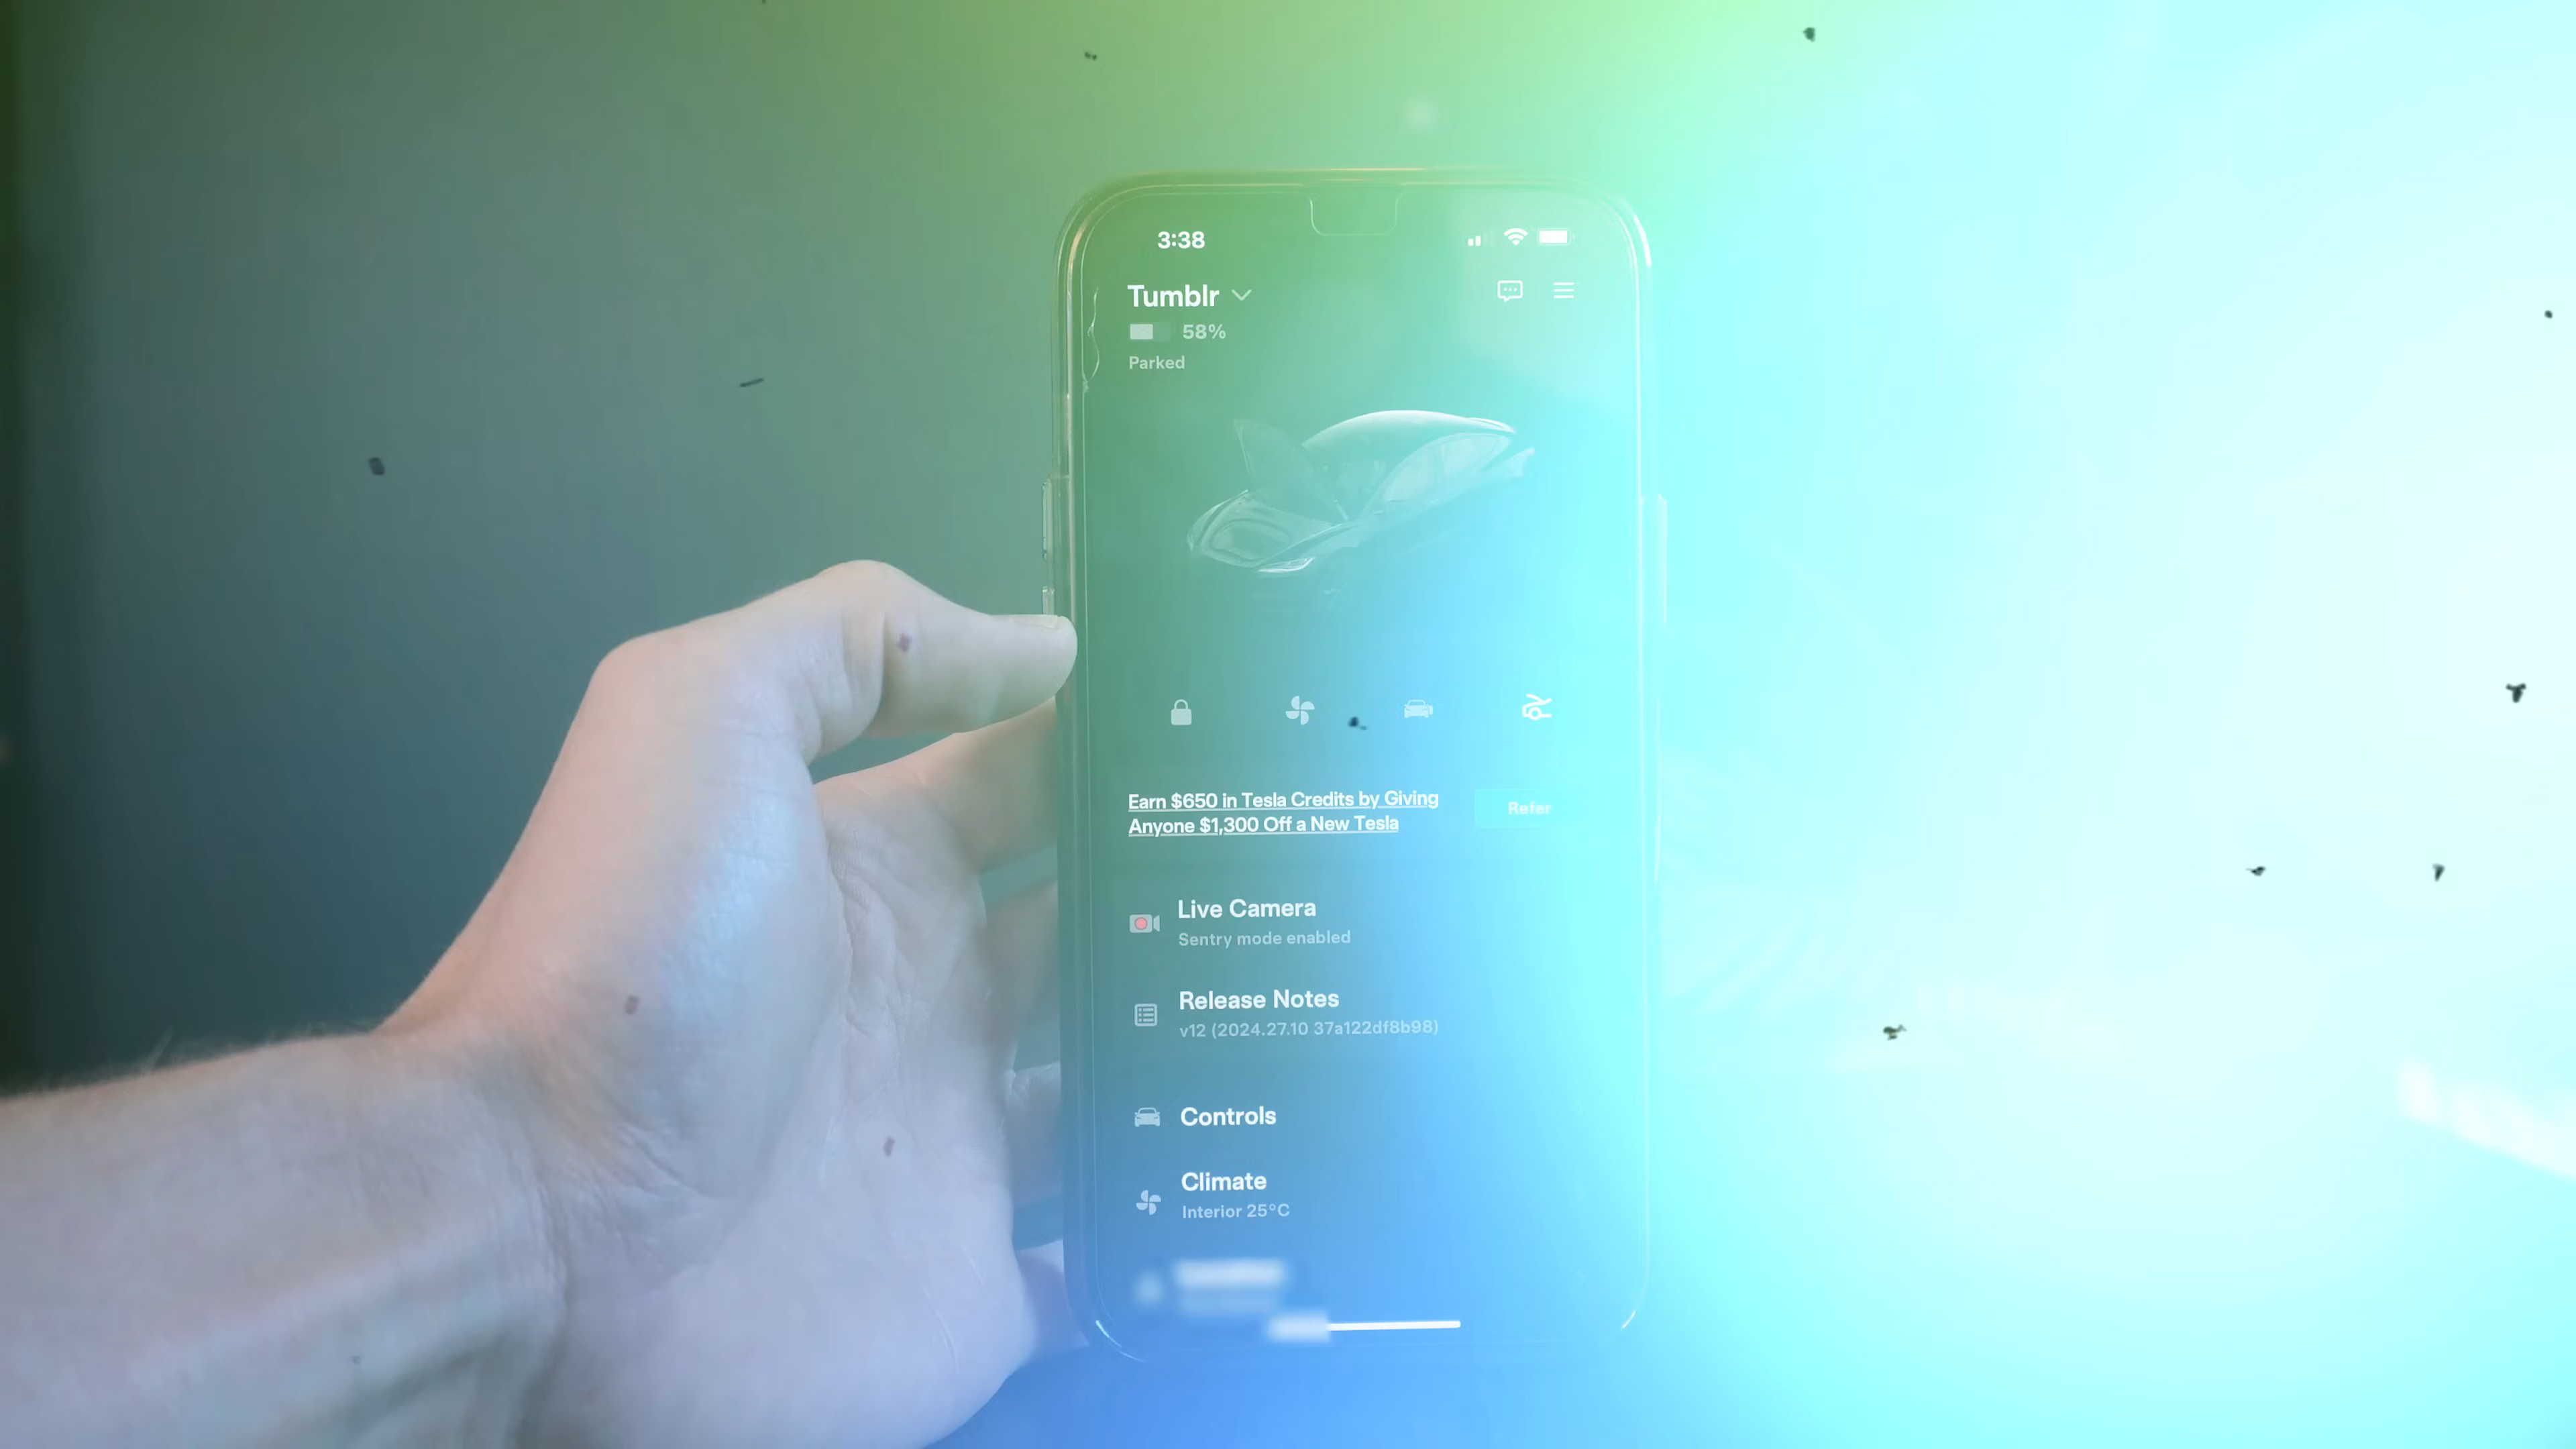 3:38
Tumblr
58%
Parked
Earn $650 in Tesla Credits by Giving
Anyone $1,300 Off a New Tesla
Refer
Live Camera
Sentry mode enabled
Release Notes
v12 (2024.27.10 37a122df8b98)
Controls
Climate
Interior 25°C